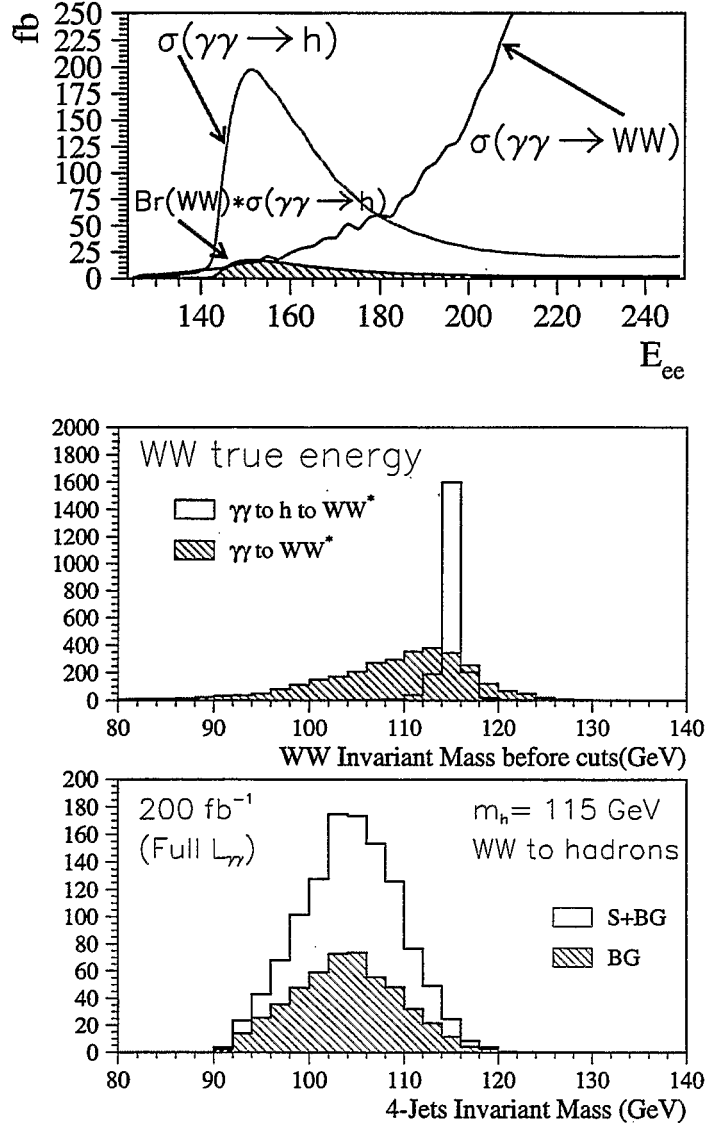 fb
250
225
200
175
150
125
100
75
50
25
0
σ(γγ → h)
σ(γγ → WW)
Br(WW)*σ(γγ → h)
140 160 180 200 220 240
E_ee
2000
1800
1600
1400
1200
1000
800
600
400
200
0
WW true energy
γγ to h to WW*
γγ to WW*
80 90 100 110 120 130 140
WW Invariant Mass before cuts(GeV)
200
180
160
140
120
100
80
60
40
20
0
200 fb⁻¹
(Full L_γγ)
m_h= 115 GeV
WW to hadrons
S+BG
BG
80 90 100 110 120 130 140
4-Jets Invariant Mass (GeV)